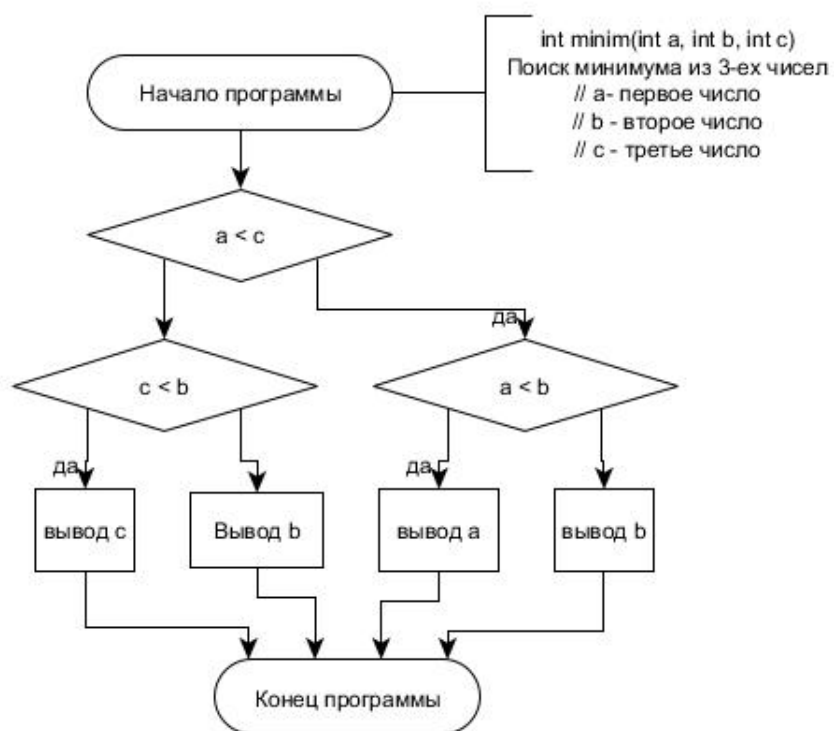 int minim(int a, int b, int c)
Поиск минимума из 3-ех чисел
// a- первое число
// b - второе число
// c - третье число
Начало программы
a < c
да
c < b
a < b
да
да
вывод c
Вывод b
вывод a
вывод b
Конец программы